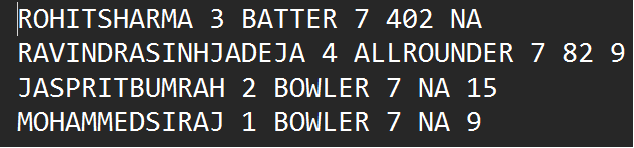 ROHITSHARMA 3 BATTER 7 402 NA
RAVINDRASINHJADEJA 4 ALLROUNDER 7 82 9
JASPRITBUMRAH 2 BOWLER 7 NA 15
MOHAMMEDSIRAJ 1 BOWLER 7 NA 9